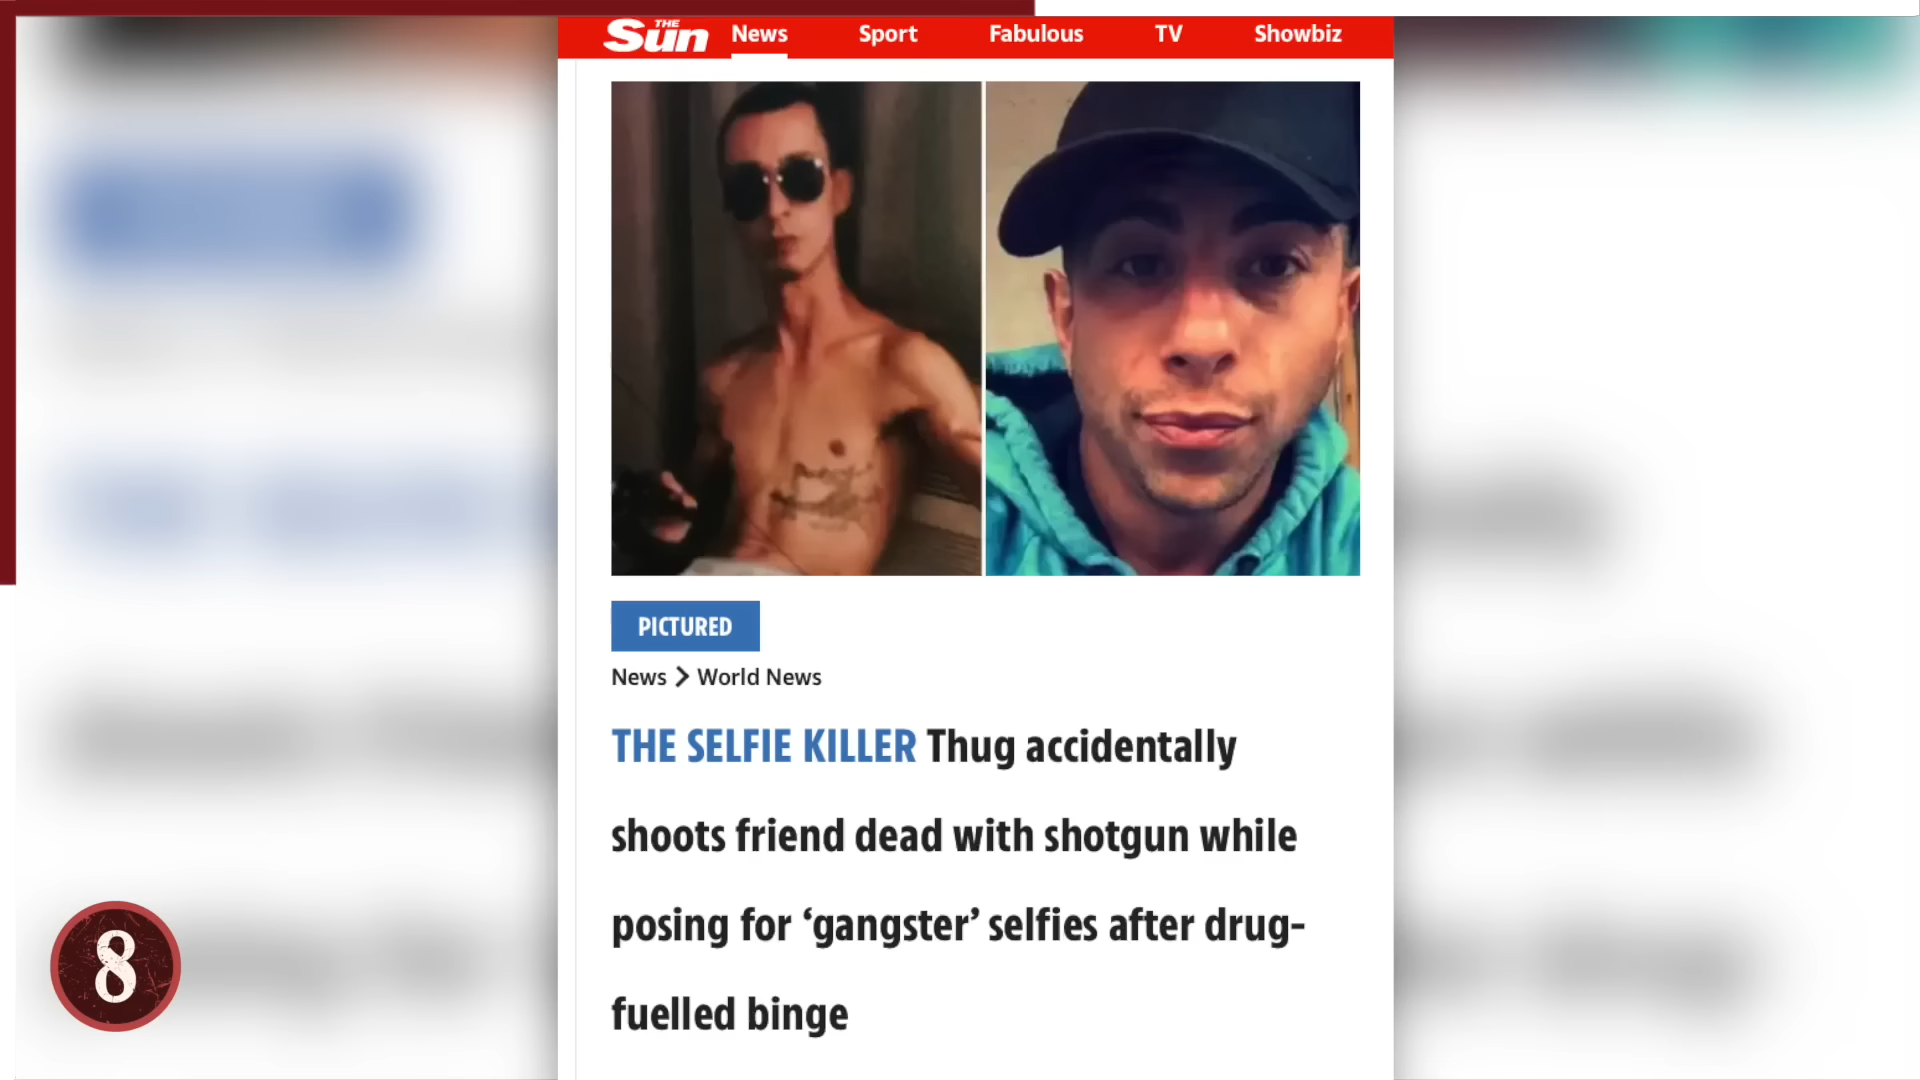 THE Sun News Sport Fabulous TV Showbiz
PICTURED
News > World News
THE SELFIE KILLER Thug accidentally
shoots friend dead with shotgun while
posing for ‘gangster’ selfies after drug-
fuelled binge
8